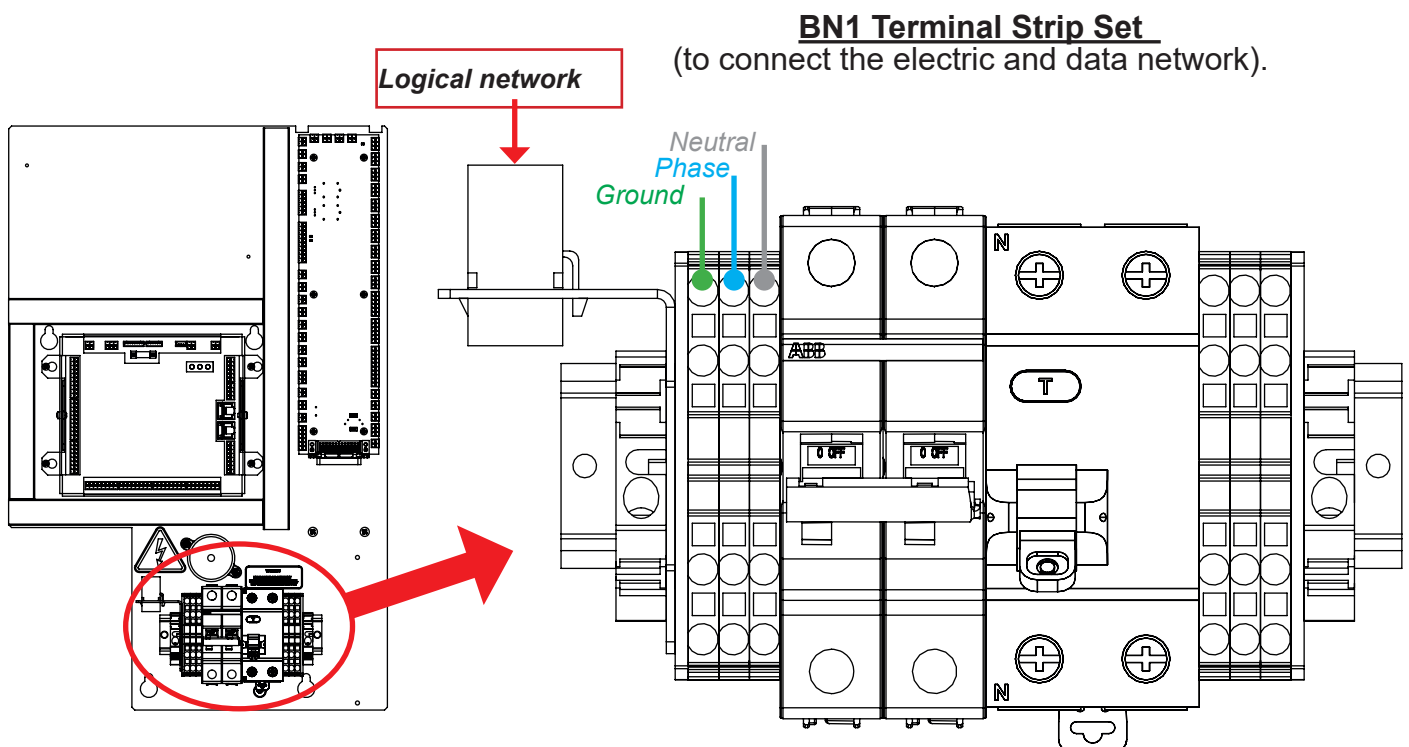 BN1 Terminal Strip Set
(to connect the electric and data network).
Logical network
Neutral
Phase
Ground
N
ABB
T
0 OFF
0 OFF
N